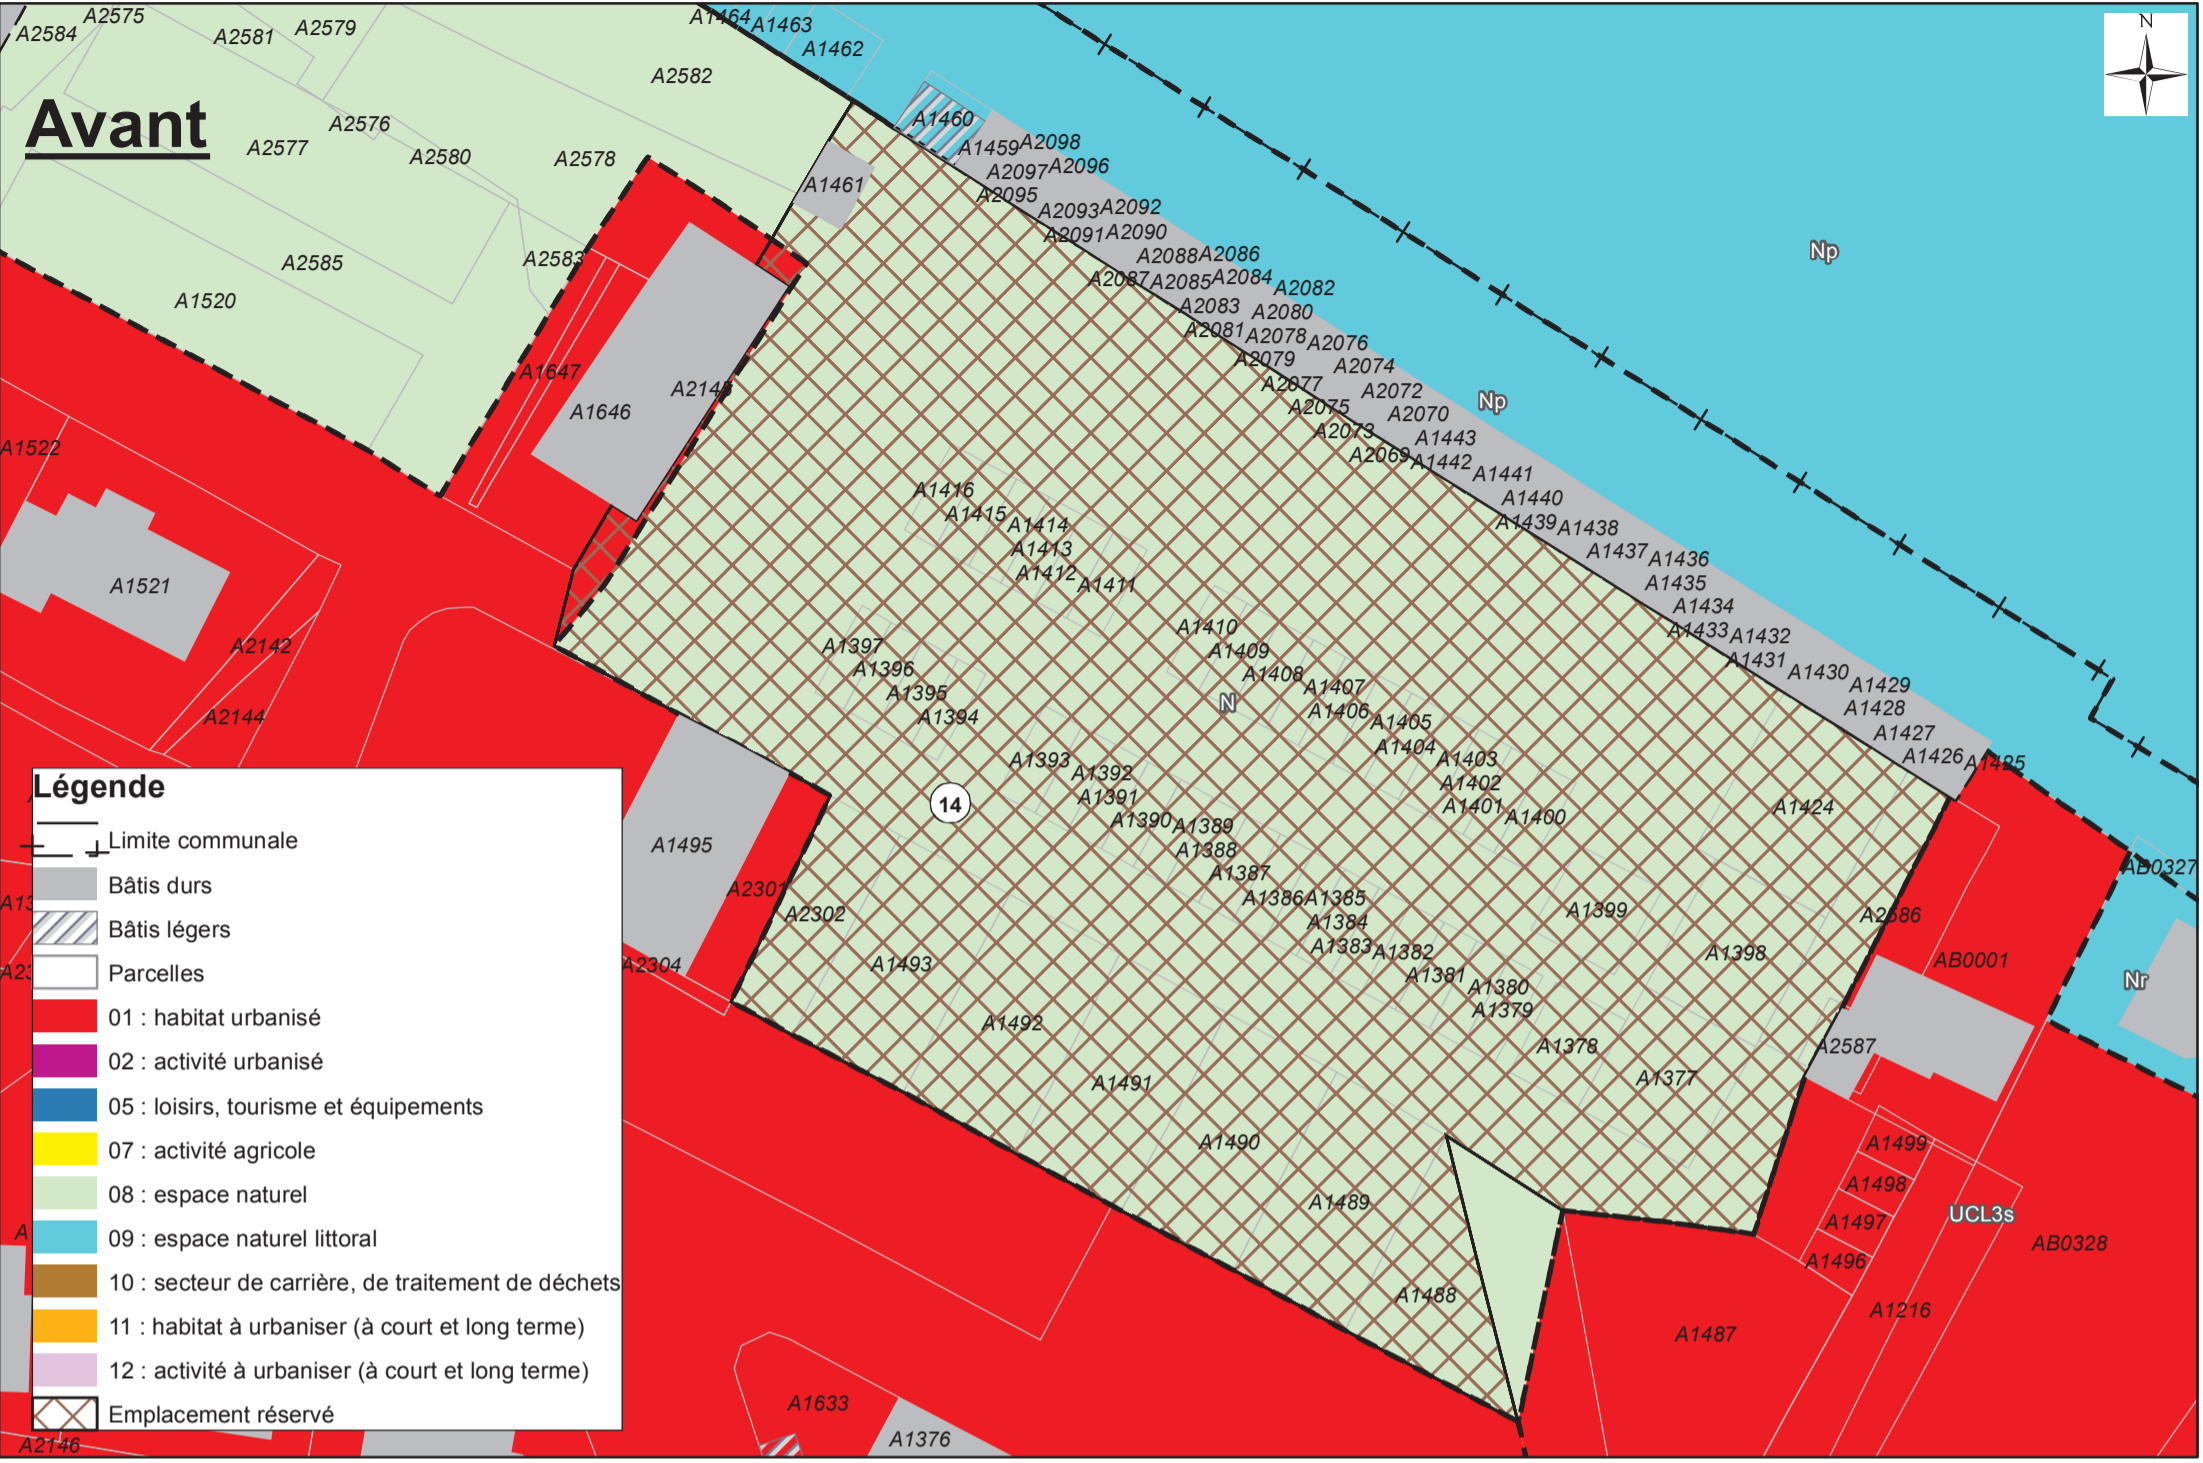 A2575
A2584
A2581
A2579
A1464
A1463
A1462
N
A2582
Avant
A2576
A2577
A2580
A2578
A1460
A1459
A2098
A2097
A2096
A1461
A2095
A2093
A2092
A2091
A2090
A2088
A2086
Np
A2583
A2585
A2087
A2085
A2084
A2082
A1520
A2083
A2080
A2081
A2078
A2076
A2079
A2074
A1647
A2077
A2072
Np
A1646
A2075
A2070
A2073
A1443
A1522
A2069
A1442
A1441
A1416
A1440
A1415
A1414
A1439
A1438
A1413
A1437
A1436
A1412
A1411
A1435
A1521
A1434
A1410
A1433
A1432
A2142
A1397
A1409
A1431
A1396
A1408
A1430
A1395
A1407
A1429
N
A2144
A1394
A1406
A1405
A1428
A1404
A1427
A1393
A1392
A1403
A1426
A1425
A1391
A1402
14
A1390
A1389
A1401
A1400
A1424
A1495
A1388
A1387
AB0327
A2301
A1386
A1385
A2302
A1384
A1399
A2586
A1383
A1382
A1398
AB0001
A2304
A1493
A1381
A1380
Nr
A1379
A1492
A1378
A2587
A1491
A1377
A1490
A1499
A1489
A1498
A1497
UCL3s
AB0328
A1496
A1488
A1216
A1487
A1633
A1376
A2146
Légende
Limite communale
Bâtis durs
Bâtis légers
Parcelles
01 : habitat urbanisé
02 : activité urbanisé
05 : loisirs, tourisme et équipements
07 : activité agricole
08 : espace naturel
09 : espace naturel littoral
10 : secteur de carrière, de traitement de déchets
11 : habitat à urbaniser (à court et long terme)
12 : activité à urbaniser (à court et long terme)
Emplacement réservé